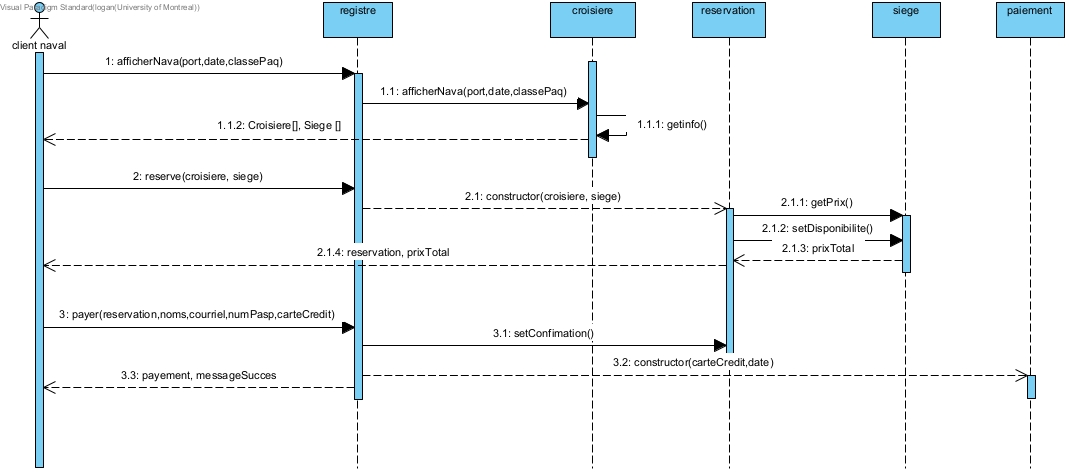 Visual Paradigm Standard(logan(University of Montreal))
registre
croisiere
reservation
siege
paiement
client naval
1: afficherNava(port,date,classePaq)
1.1: afficherNava(port,date,classePaq)
1.1.1: getinfo()
1.1.2: Croisiere[], Siege []
2: reserve(croisiere, siege)
2.1: constructor(croisiere, siege)
2.1.1: getPrix()
2.1.2: setDisponibilite()
2.1.3: prixTotal
2.1.4: reservation, prixTotal
3: payer(reservation,noms,courriel,numPasp,carteCredit)
3.1: setConfimation()
3.2: constructor(carteCredit,date)
3.3: payement, messageSucces